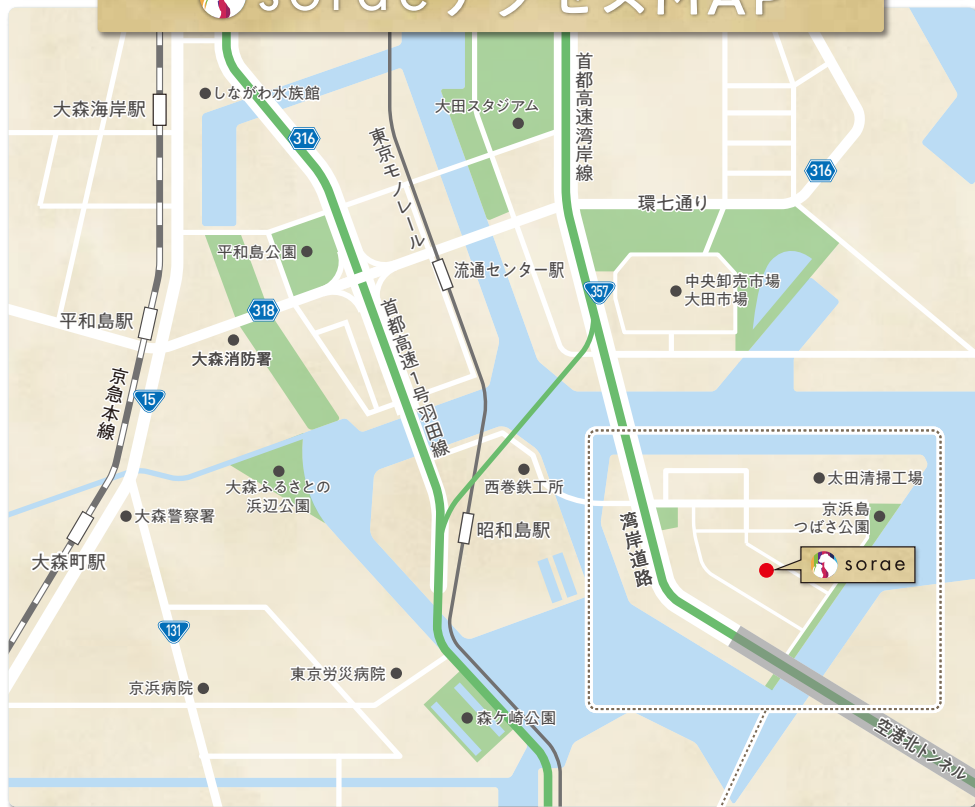 soraeアクセスMAP
首都高速湾岸線
しながわ水族館
大森海岸駅
大田スタジアム
316
東京モノレール
316
環七通り
平和島公園
流通センター駅
中央卸売市場
大田市場
357
318
平和島駅
首都高速1号羽田線
大森消防署
京急本線
15
太田清掃工場
大森ふるさとの
浜辺公園
西巻鉄工所
京浜島
つばさ公園
大森警察署
昭和島駅
湾岸道路
大森町駅
sorae
131
東京労災病院
京浜病院
森ケ崎公園
空港北トンネル